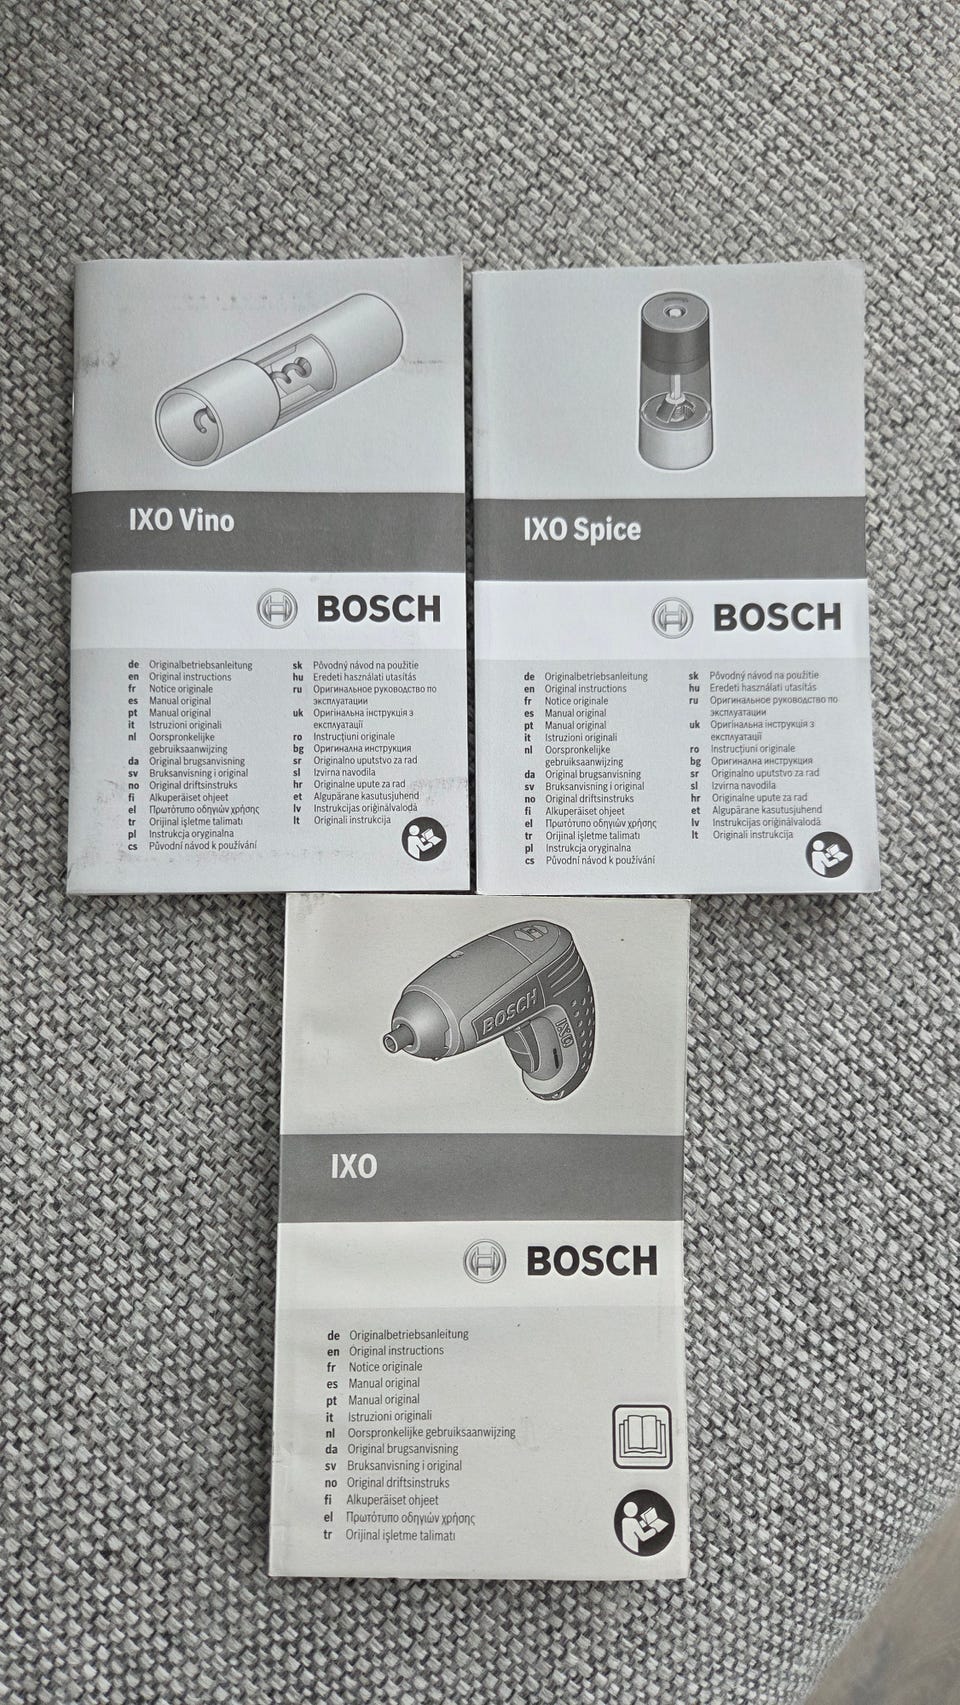 IXO Vino
BOSCH
de Originalbetriebsanleitung
en Original instructions
fr Notice originale
es Manual original
pt Manual original
it Istruzioni originali
nl Oorspronkelijke
gebruiksaanwijzing
da Original brugsanvisning
sv Bruksanvisning i original
no Original driftsinstruks
fi Alkuperäiset ohjeet
el Πρωτότυπο οδηγιών χρήσης
tr Orijinal işletme talimatı
pl Instrukcja oryginalna
cs Původní návod k používání
sk Pôvodný návod na použitie
hu Eredeti használati utasítás
ru Оригинальное руководство по
эксплуатации
uk Оригінальна інструкція з
експлуатації
ro Instrucțiuni originale
bg Оригинална инструкция
sr Originalno uputstvo za rad
sl Izvirna navodila
hr Originalne upute za rad
et Algupärane kasutusjuhend
lv Instrukcijas oriģinālvalodā
lt Originali instrukcija
IXO Spice
BOSCH
de Originalbetriebsanleitung
en Original instructions
fr Notice originale
es Manual original
pt Manual original
it Istruzioni originali
nl Oorspronkelijke
gebruiksaanwijzing
da Original brugsanvisning
sv Bruksanvisning i original
no Original driftsinstruks
fi Alkuperäiset ohjeet
el Πρωτότυπο οδηγιών χρήσης
tr Orijinal işletme talimatı
pl Instrukcja oryginalna
cs Původní návod k používání
sk Pôvodný návod na použitie
hu Eredeti használati utasítás
ru Оригинальное руководство по
эксплуатации
uk Оригінальна інструкція з
експлуатації
ro Instrucțiuni originale
bg Оригинална инструкция
sr Originalno uputstvo za rad
sl Izvirna navodila
hr Originalne upute za rad
et Algupärane kasutusjuhend
lv Instrukcijas oriģinālvalodā
lt Originali instrukcija
BOSCH
IXO
IXO
BOSCH
de Originalbetriebsanleitung
en Original instructions
fr Notice originale
es Manual original
pt Manual original
it Istruzioni originali
nl Oorspronkelijke gebruiksaanwijzing
da Original brugsanvisning
sv Bruksanvisning i original
no Original driftsinstruks
fi Alkuperäiset ohjeet
el Πρωτότυπο οδηγιών χρήσης
tr Orijinal işletme talimatı